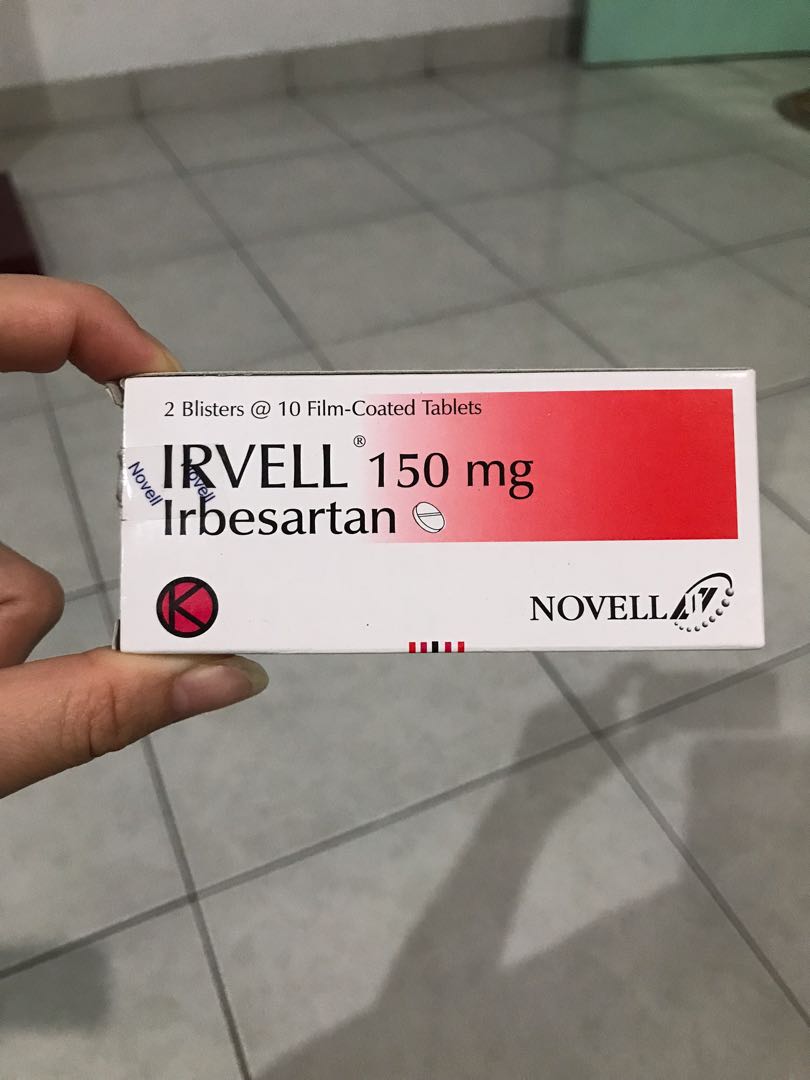 2 Blisters @ 10 Film-Coated Tablets
IRVELL® 150 mg
Irbesartan
Novell
Novell
K
NOVELL